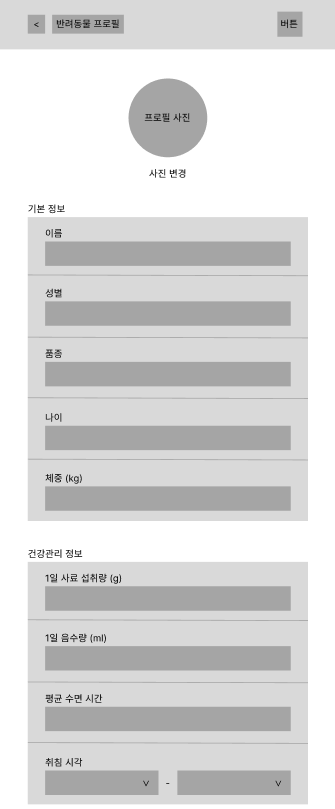 < 반려동물 프로필 버튼
프로필 사진
사진 변경
기본 정보
이름
성별
품종
나이
체중 (kg)
건강관리 정보
1일 사료 섭취량 (g)
1일 음수량 (ml)
평균 수면 시간
취침 시각
-